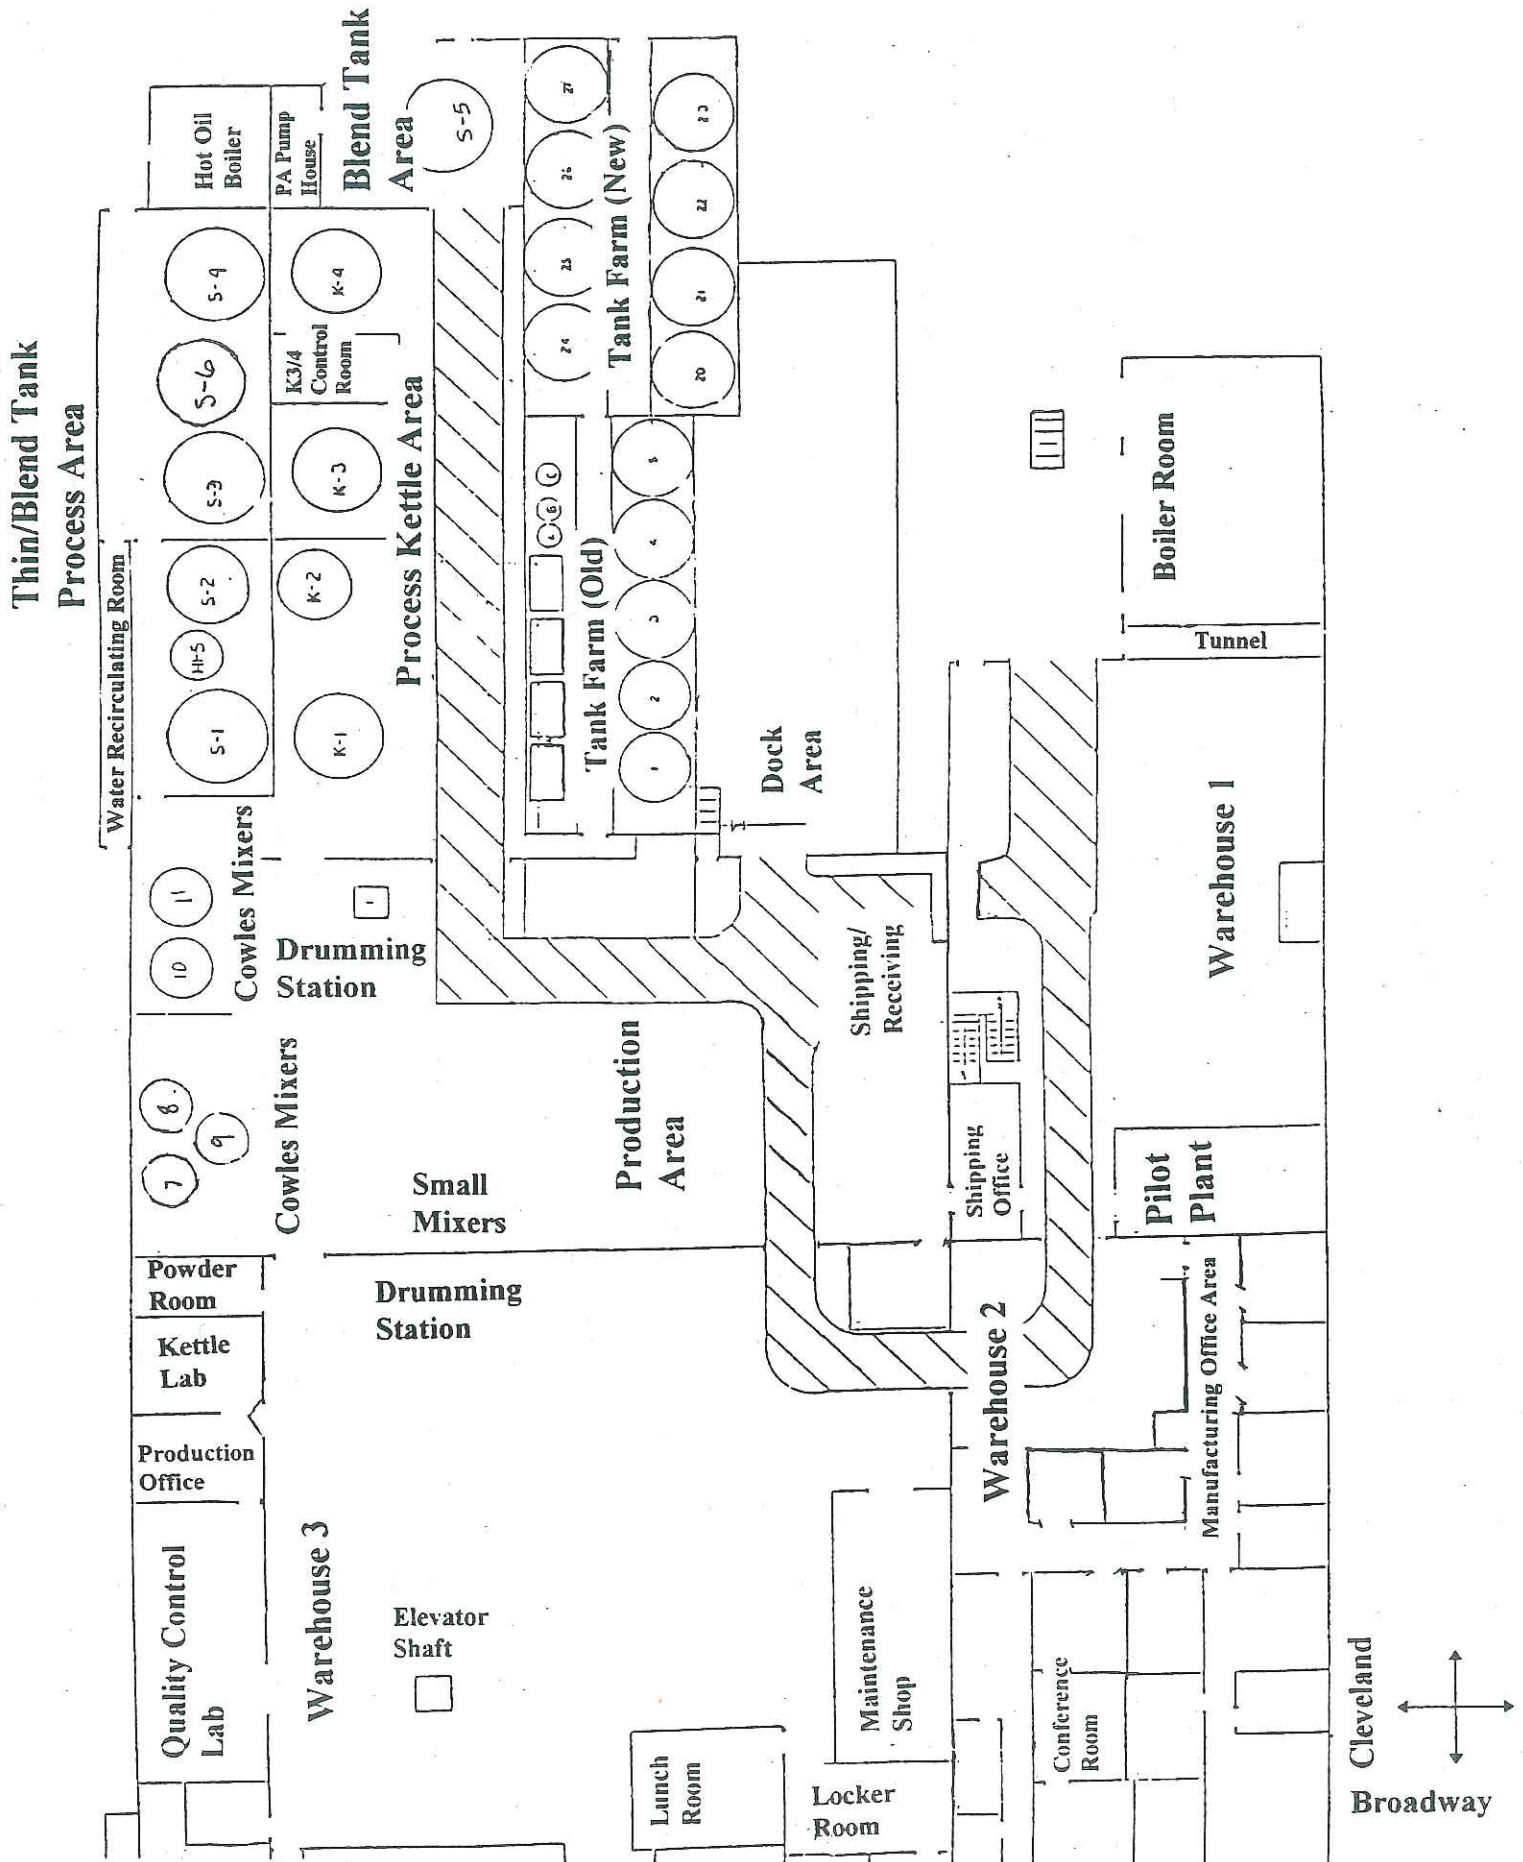 Thin/Blend Tank
Process Area
Water Recirculating Room
Hot Oil
Boiler
PA Pump
House
Blend Tank
Area
S-5
S-1
H-5
S-2
S-3
S-6
S-4
K-1
K-2
K-3
K3/4
Control
Room
K-4
Process Kettle Area
27
26
25
24
Tank Farm (New)
23
22
21
20
A
B
C
Tank Farm (Old)
1
2
3
4
5
Dock
Area
Boiler Room
Tunnel
11
10
Cowles Mixers
Drumming
Station
1
8
9
7
Cowles Mixers
Small
Mixers
Production
Area
Shipping/
Receiving
Shipping
Office
Warehouse 1
Pilot
Plant
Powder
Room
Kettle
Lab
Production
Office
Drumming
Station
Quality Control
Lab
Warehouse 3
Elevator
Shaft
Warehouse 2
Manufacturing Office Area
Maintenance
Shop
Lunch
Room
Locker
Room
Conference
Room
Cleveland
Broadway